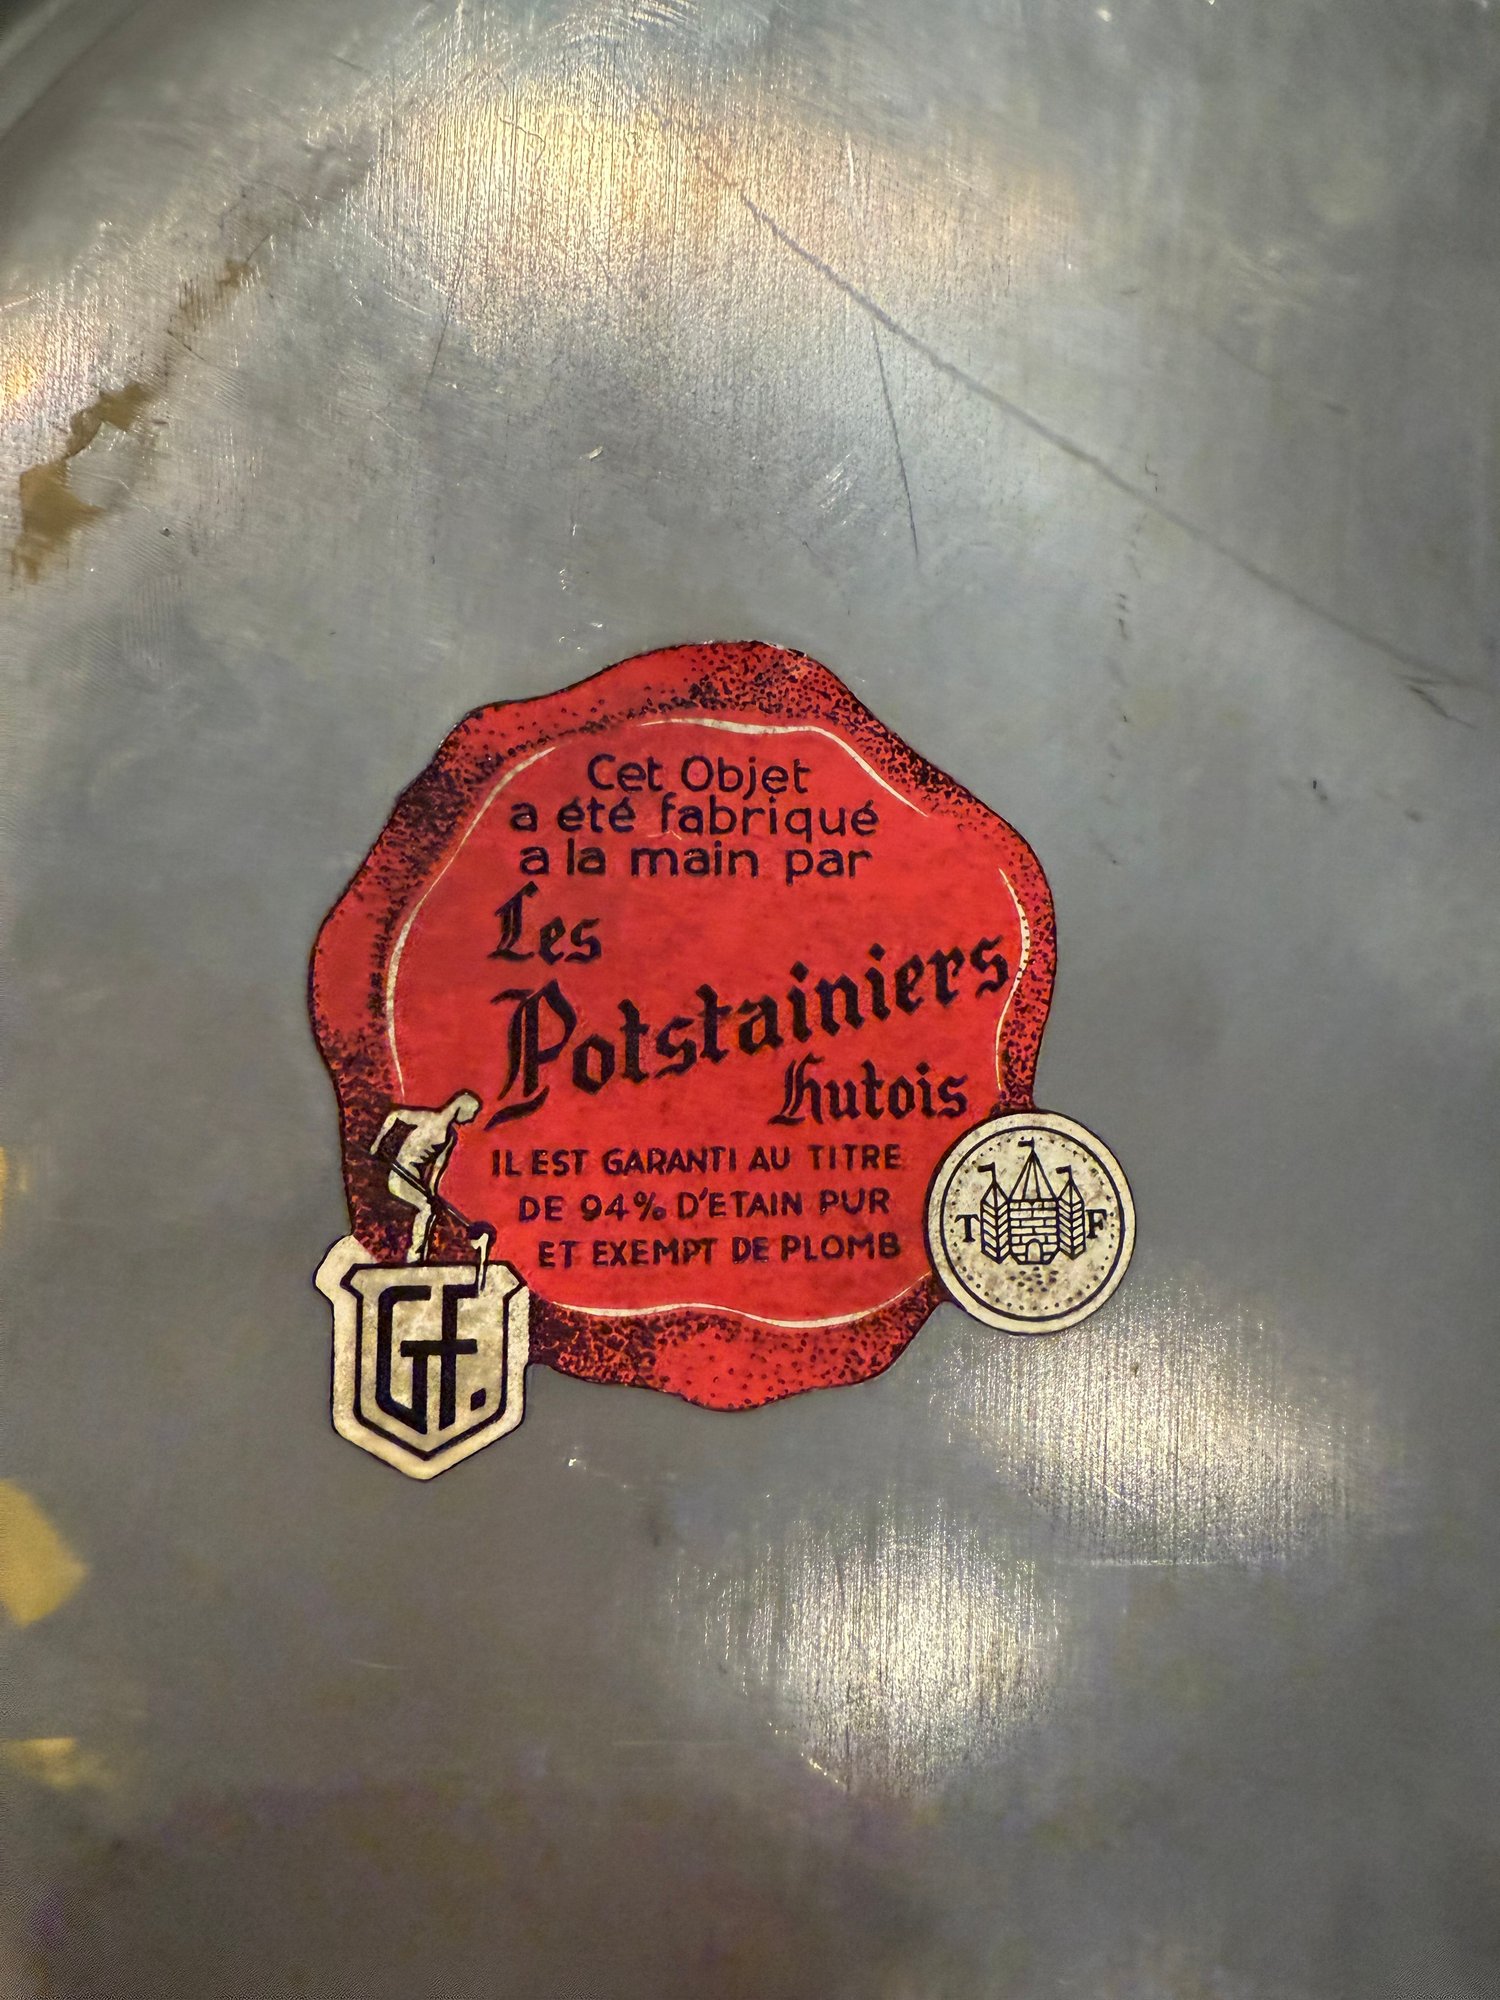 Cet Objet
a été fabriqué
a la main par
Les
Potstainiers
hutois
IL EST GARANTI AU TITRE
DE 94% D'ETAIN PUR
ET EXEMPT DE PLOMB
T F
GF.